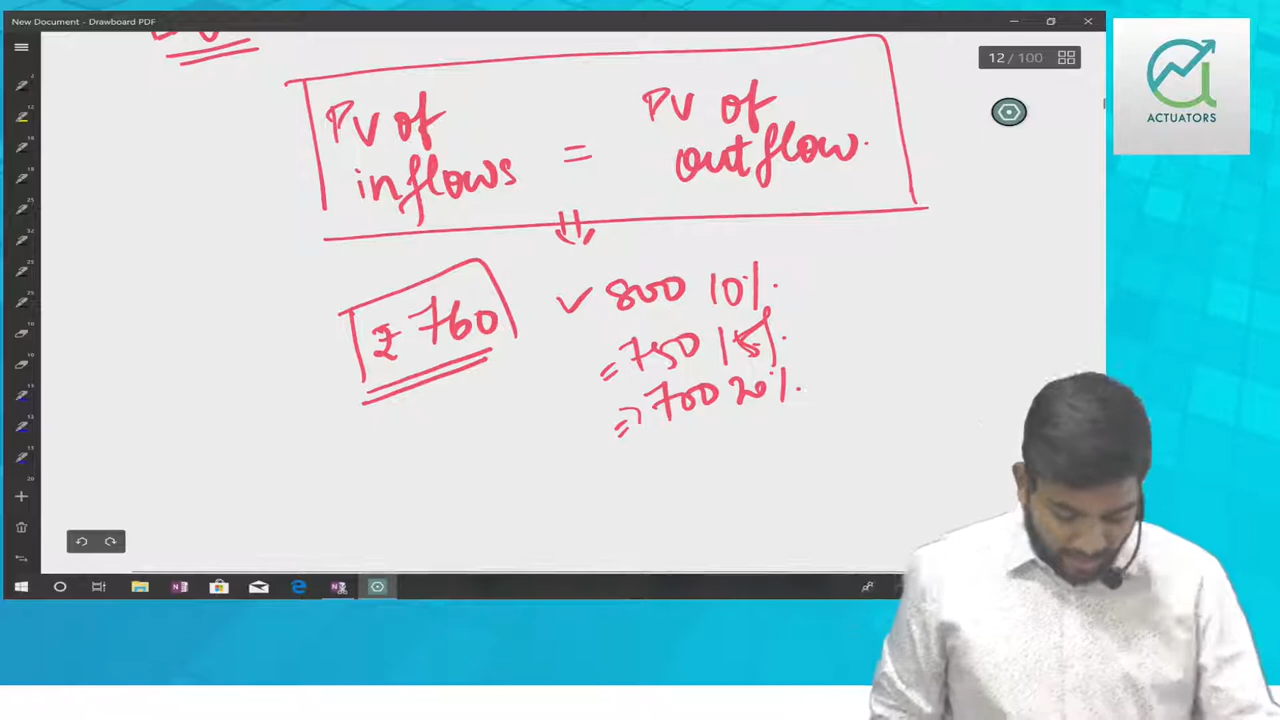 New Document - Drawboard PDF
12 / 100
ACTUATORS
PV of inflows = PV of outflow.
₹ 760
✓ 800 10%.
= 750 15%.
=> 700 20%.